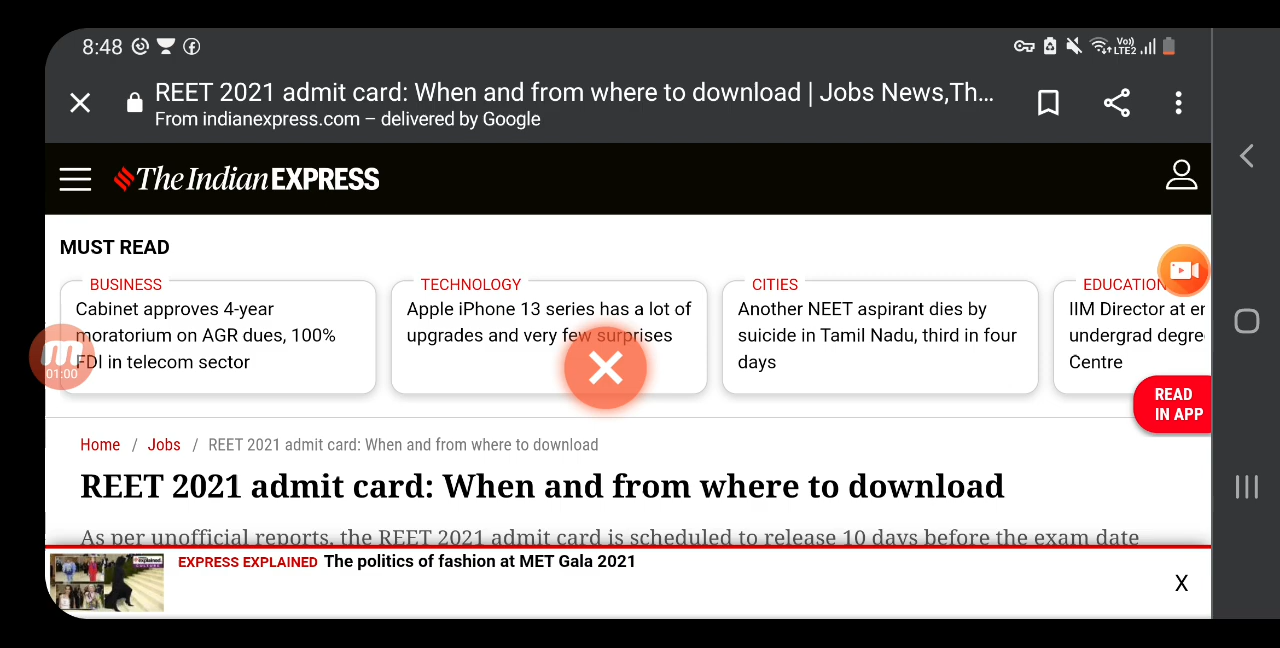 8:48
Vo)) LTE2
REET 2021 admit card: When and from where to download | Jobs News,Th...
From indianexpress.com – delivered by Google
The Indian EXPRESS
MUST READ
BUSINESS
Cabinet approves 4-year
moratorium on AGR dues, 100%
FDI in telecom sector
TECHNOLOGY
Apple iPhone 13 series has a lot of
upgrades and very few surprises
CITIES
Another NEET aspirant dies by
suicide in Tamil Nadu, third in four
days
EDUCATION
IIM Director at er
undergrad degre
Centre
m
01:00
READ
IN APP
Home / Jobs / REET 2021 admit card: When and from where to download
REET 2021 admit card: When and from where to download
As per unofficial reports, the REET 2021 admit card is scheduled to release 10 days before the exam date
EXPRESS EXPLAINED The politics of fashion at MET Gala 2021
X